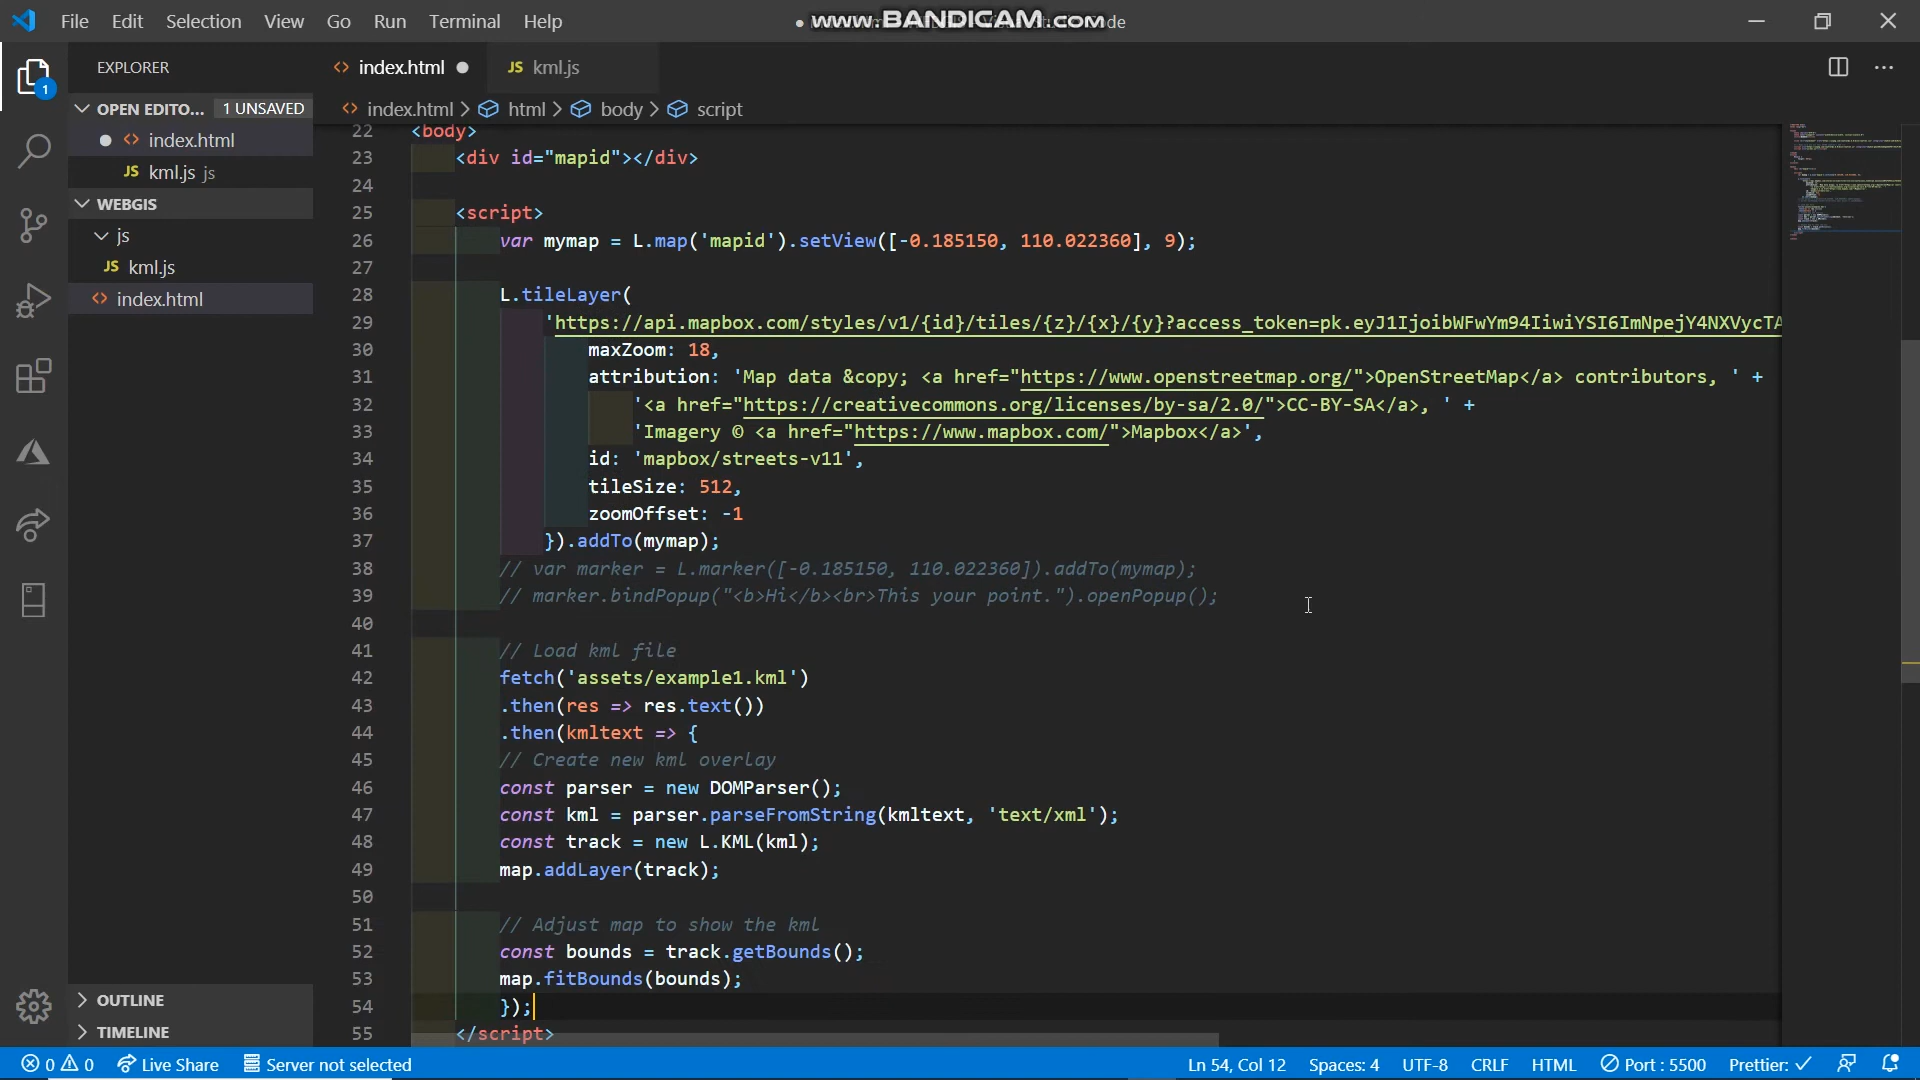 File Edit Selection View Go Run Terminal Help
www.BANDICAM.com
EXPLORER
index.html
JS kml.js
OPEN EDITO... 1 UNSAVED
index.html > html > body > script
index.html
JS kml.js js
WEBGIS
js
JS kml.js
index.html
22 <body>
23 <div id="mapid"></div>
24
25 <script>
26 var mymap = L.map('mapid').setView([-0.185150, 110.022360], 9);
27
28 L.tileLayer(
29 'https://api.mapbox.com/styles/v1/{id}/tiles/{z}/{x}/{y}?access_token=pk.eyJ1IjoibWFwYm94IiwiYSI6ImNpejY4NXVycTA
30 maxZoom: 18,
31 attribution: 'Map data &copy; <a href="https://www.openstreetmap.org/">OpenStreetMap</a> contributors, ' +
32 '<a href="https://creativecommons.org/licenses/by-sa/2.0/">CC-BY-SA</a>, ' +
33 'Imagery © <a href="https://www.mapbox.com/">Mapbox</a>',
34 id: 'mapbox/streets-v11',
35 tileSize: 512,
36 zoomOffset: -1
37 }).addTo(mymap);
38 // var marker = L.marker([-0.185150, 110.022360]).addTo(mymap);
39 // marker.bindPopup("<b>Hi</b><br>This your point.").openPopup();
40
41 // Load kml file
42 fetch('assets/example1.kml')
43 .then(res => res.text())
44 .then(kmltext => {
45 // Create new kml overlay
46 const parser = new DOMParser();
47 const kml = parser.parseFromString(kmltext, 'text/xml');
48 const track = new L.KML(kml);
49 map.addLayer(track);
50
51 // Adjust map to show the kml
52 const bounds = track.getBounds();
53 map.fitBounds(bounds);
54 });
55 </script>
OUTLINE
TIMELINE
1
0 0 Live Share Server not selected Ln 54, Col 12 Spaces: 4 UTF-8 CRLF HTML Port : 5500 Prettier: ✓